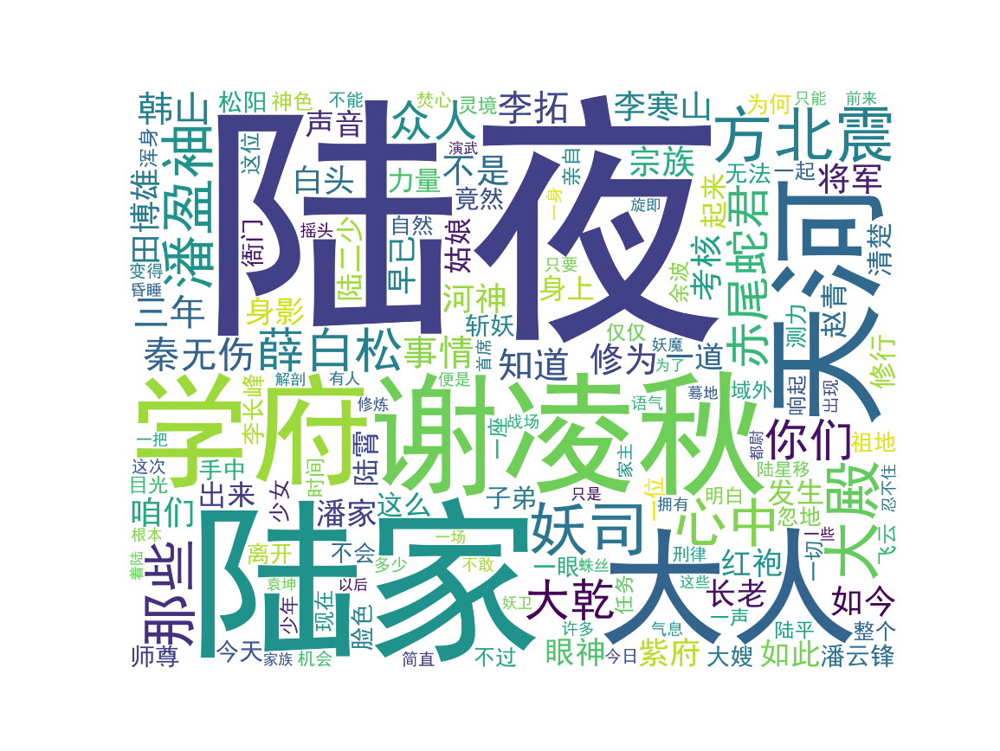 韩山
松阳
神色
不能
焚心
灵境
李拓
李寒山
为何
只能
前来
声音
众人
陆夜
方北震
浑身
潘盈袖
这位
演武
不是
亲自
宗族
无法
一起
将军
田博雄
白头
力量
竟然
一身
旋即
赤尾蛇君
起来
天河
衙门
摇头
陆二少
自然
早已
姑娘
只要
余波
考核
清楚
变得
昏睡
三年
身影
河神
身上
赵青
测力
斩妖
仅仅
妖魔
秦无伤
薛白松
事情
首席
知道
修为
为了
一道
修行
学府
解剖
有人
便是
谢凌秋
语气
蓦地
域外
响起
出现
李长峰
修炼
一座
战场
一把
你们
祖地
都尉
这次
手中
时间
陆霄
家主
陆星移
目光
出来
少女
咱们
潘家
这么
子弟
只是
一位
拥有
明白
发生
大殿
忍不住
陆家
妖司
心中
忽地
根本
着陆
那些
离开
不会
多少
一场
不敢
一眼
蛛丝
大人
刑律
这些
红袍
一切
一些
飞云
袁坤
以后
少年
现在
脸色
妖卫
大乾
任务
长老
如今
许多
气息
一声
陆平
整个
师尊
今天
家族
机会
简直
不过
眼神
今日
紫府
大嫂
如此
潘云锋